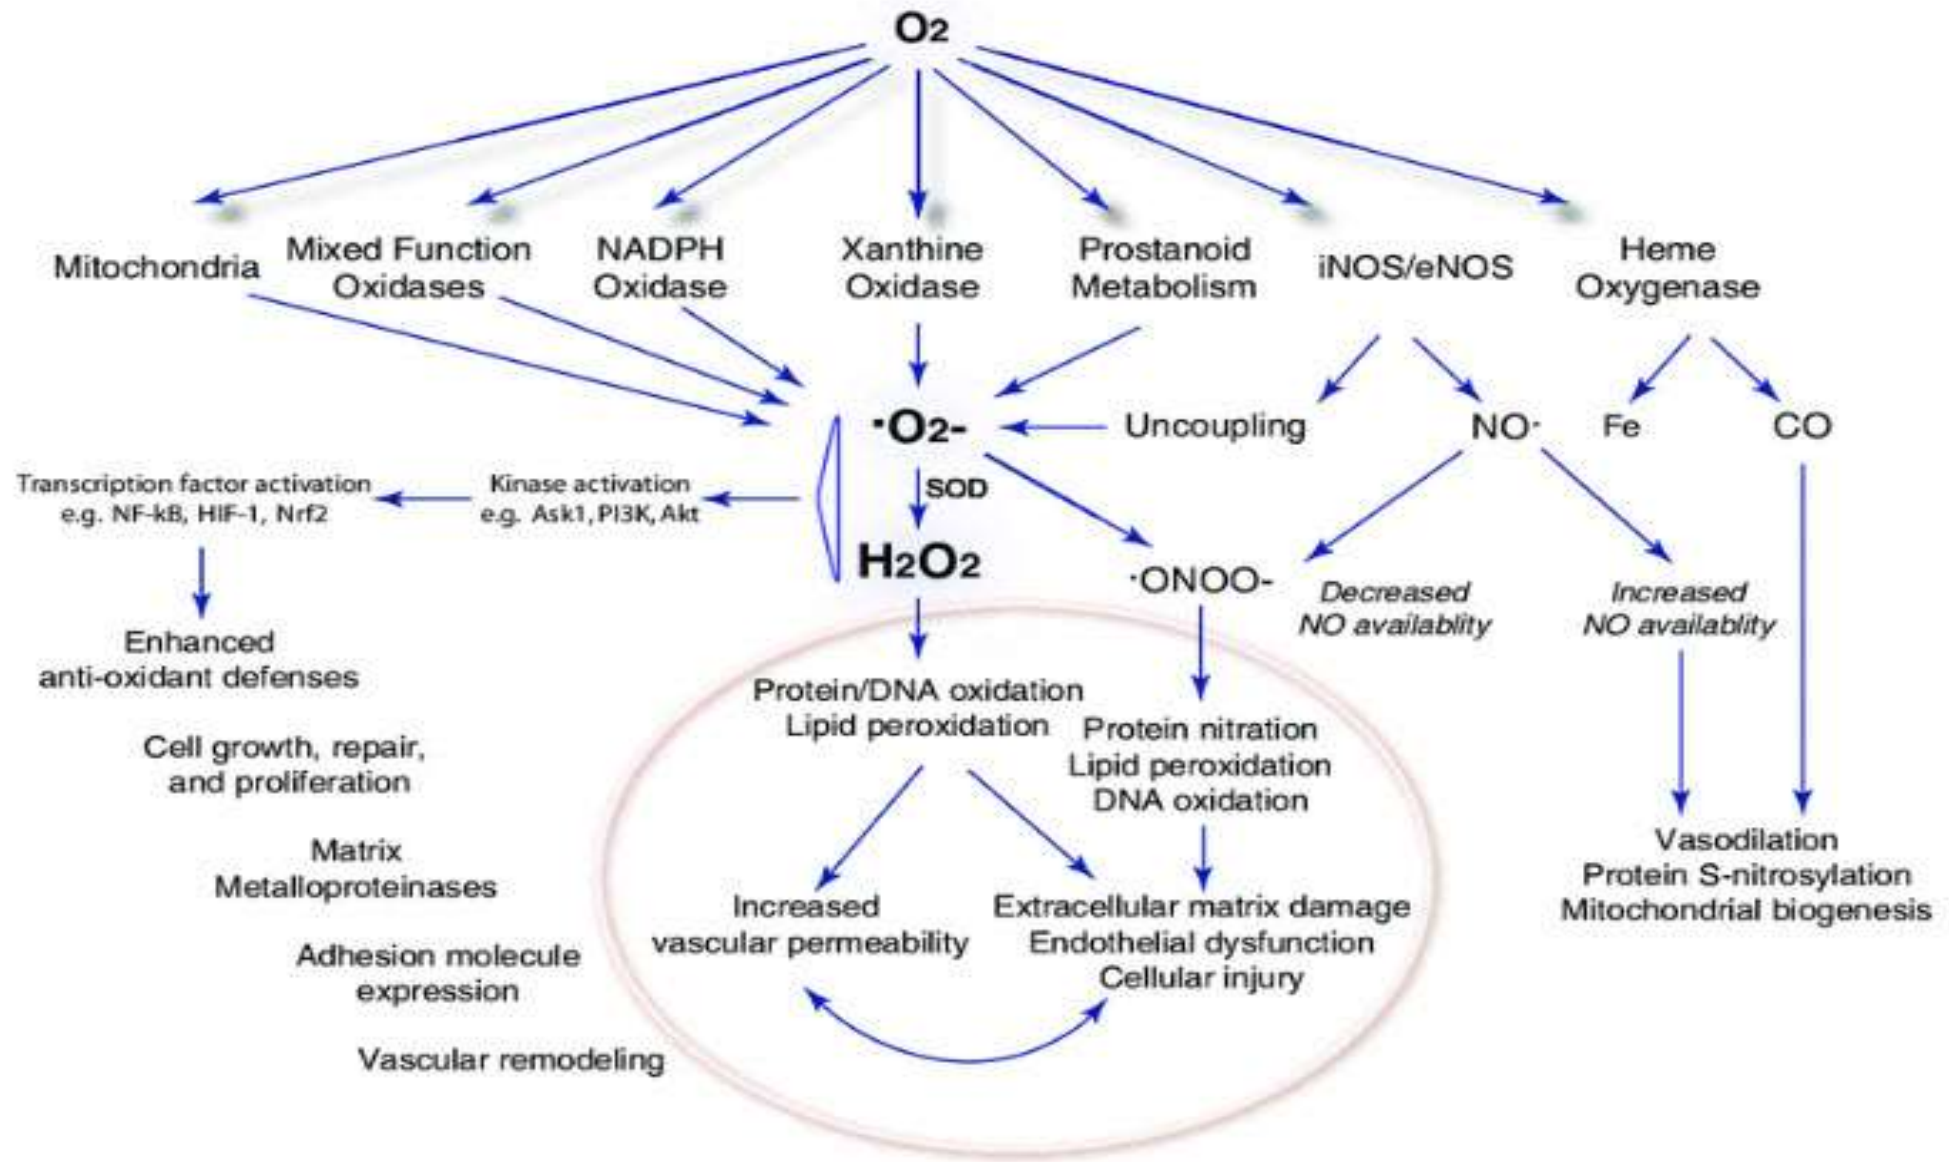 O2
Mitochondria
Mixed Function
Oxidases
NADPH
Oxidase
Xanthine
Oxidase
Prostanoid
Metabolism
iNOS/eNOS
Heme
Oxygenase
·O2-
Uncoupling
NO·
Fe
CO
Transcription factor activation
e.g. NF-kB, HIF-1, Nrf2
Kinase activation
e.g. Ask1, PI3K, Akt
SOD
H2O2
·ONOO-
Decreased
NO availablity
Increased
NO availablity
Enhanced
anti-oxidant defenses
Cell growth, repair,
and proliferation
Matrix
Metalloproteinases
Adhesion molecule
expression
Vascular remodeling
Protein/DNA oxidation
Lipid peroxidation
Protein nitration
Lipid peroxidation
DNA oxidation
Increased
vascular permeability
Extracellular matrix damage
Endothelial dysfunction
Cellular injury
Vasodilation
Protein S-nitrosylation
Mitochondrial biogenesis